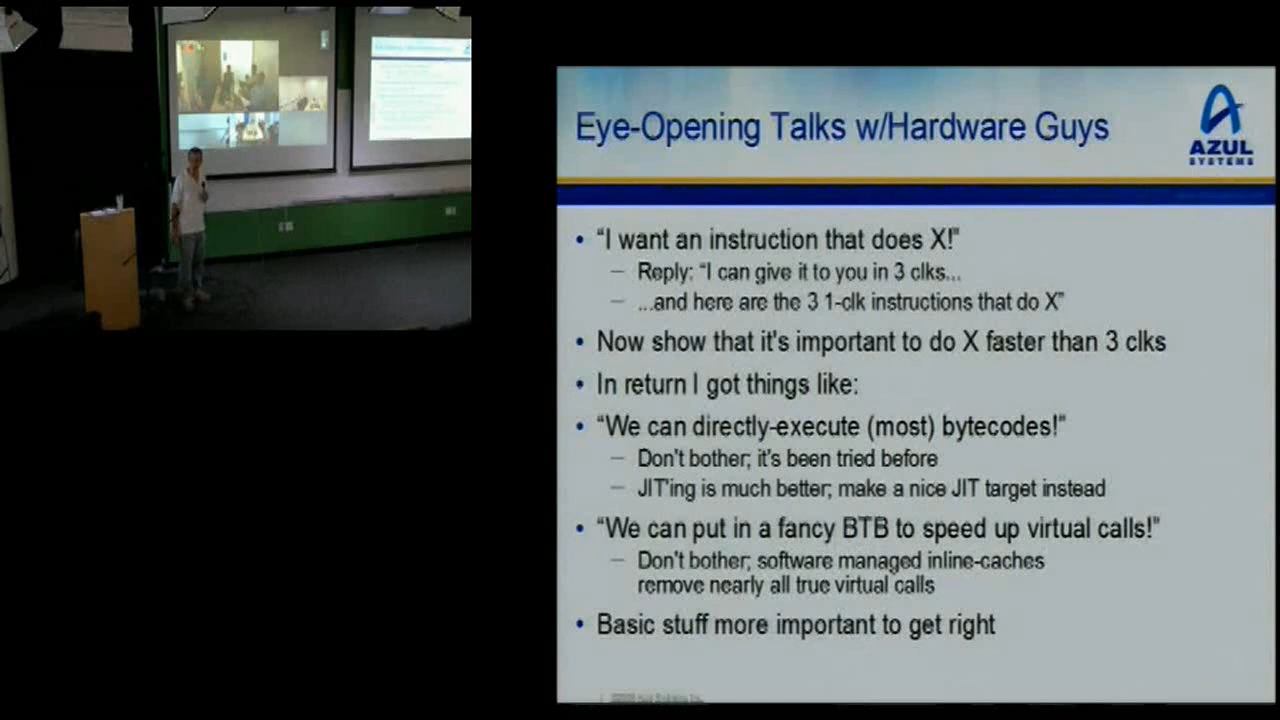 Eye-Opening Talks w/Hardware Guys
AZUL
SYSTEMS
• “I want an instruction that does X!”
– Reply: “I can give it to you in 3 clks...
– ...and here are the 3 1-clk instructions that do X”
• Now show that it's important to do X faster than 3 clks
• In return I got things like:
• “We can directly-execute (most) bytecodes!”
– Don't bother; it's been tried before
– JIT'ing is much better; make a nice JIT target instead
• “We can put in a fancy BTB to speed up virtual calls!”
– Don't bother; software managed inline-caches
remove nearly all true virtual calls
• Basic stuff more important to get right